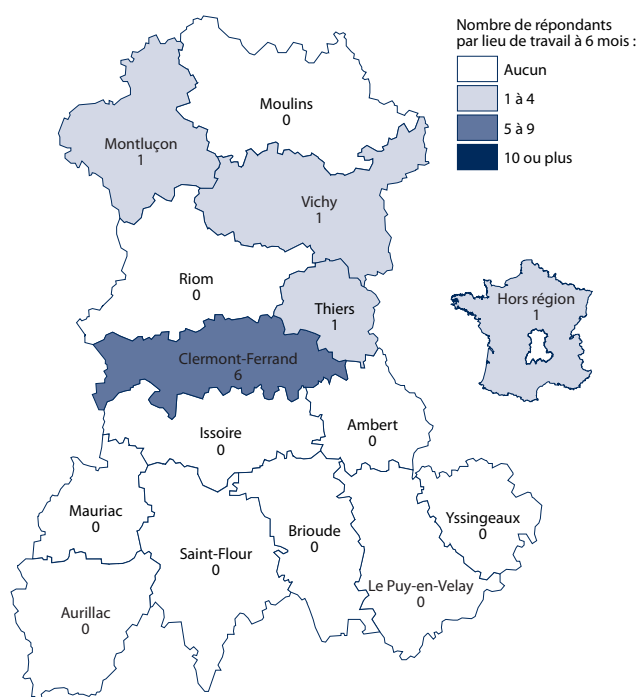 Nombre de répondants
par lieu de travail à 6 mois :
Aucun
1 à 4
5 à 9
10 ou plus
Moulins
0
Montluçon
1
Vichy
1
Riom
0
Thiers
1
Hors région
1
Clermont-Ferrand
6
Ambert
0
Issoire
0
Mauriac
0
Brioude
0
Yssingeaux
0
Saint-Flour
0
Le Puy-en-Velay
0
Aurillac
0